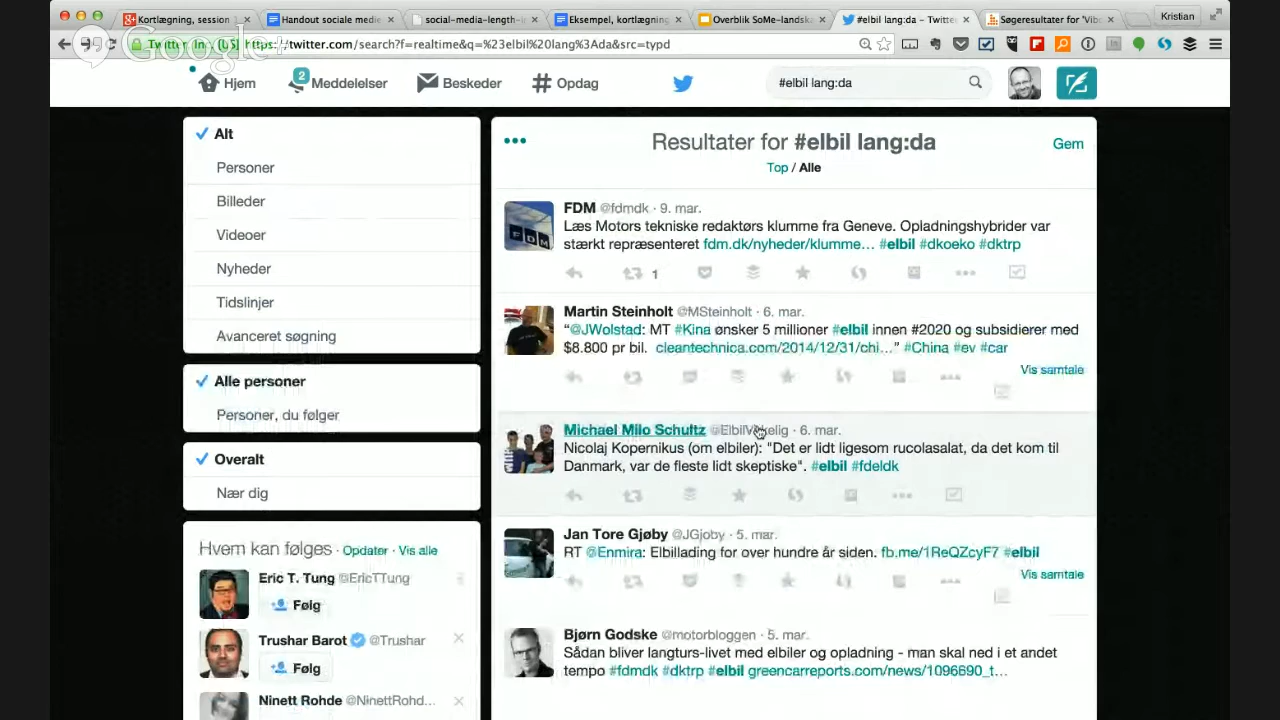 Kortlægning, session
Handout sociale medie
social-media-length-
Eksempel, kortlægning
Overblik SoMe-landska
#elbil lang:da – Twitter
Søgeresultater for 'Vibo
Kristian
Google+
Twitter, Inc. [US] https://twitter.com/search?f=realtime&q=%23elbil%20lang%3Ada&src=typd
Hjem
2
Meddelelser
Beskeder
# Opdag
#elbil lang:da
Alt
Personer
Billeder
Videoer
Nyheder
Tidslinjer
Avanceret søgning
Alle personer
Personer, du følger
Overalt
Nær dig
Hvem kan følges · Opdater · Vis alle
Eric T. Tung @EricTTung
Følg
Trushar Barot @Trushar
Følg
Ninett Rohde @NinettRohd...
Resultater for #elbil lang:da
Gem
Top / Alle
FDM @fdmdk · 9. mar.
Læs Motors tekniske redaktørs klumme fra Geneve. Opladningshybrider var
stærkt repræsenteret fdm.dk/nyheder/klumme… #elbil #dkoeko #dktrp
1
Martin Steinholt @MSteinholt · 6. mar.
“@JWolstad: MT #Kina ønsker 5 millioner #elbil innen #2020 og subsidierer med
$8.800 pr bil. cleantechnica.com/2014/12/31/chi…” #China #ev #car
Vis samtale
Michael Milo Schultz · 6. mar.
Nicolaj Kopernikus (om elbiler): "Det er lidt ligesom rucolasalat, da det kom til
Danmark, var de fleste lidt skeptiske". #elbil #fdeldk
Jan Tore Gjøby @JGjoby · 5. mar.
RT @Enmira: Elbillading for over hundre år siden. fb.me/1ReQZcyF7 #elbil
Vis samtale
Bjørn Godske @motorbloggen · 5. mar.
Sådan bliver langturs-livet med elbiler og opladning - man skal ned i et andet
tempo #fdmdk #dktrp #elbil greencarreports.com/news/1096690_t…